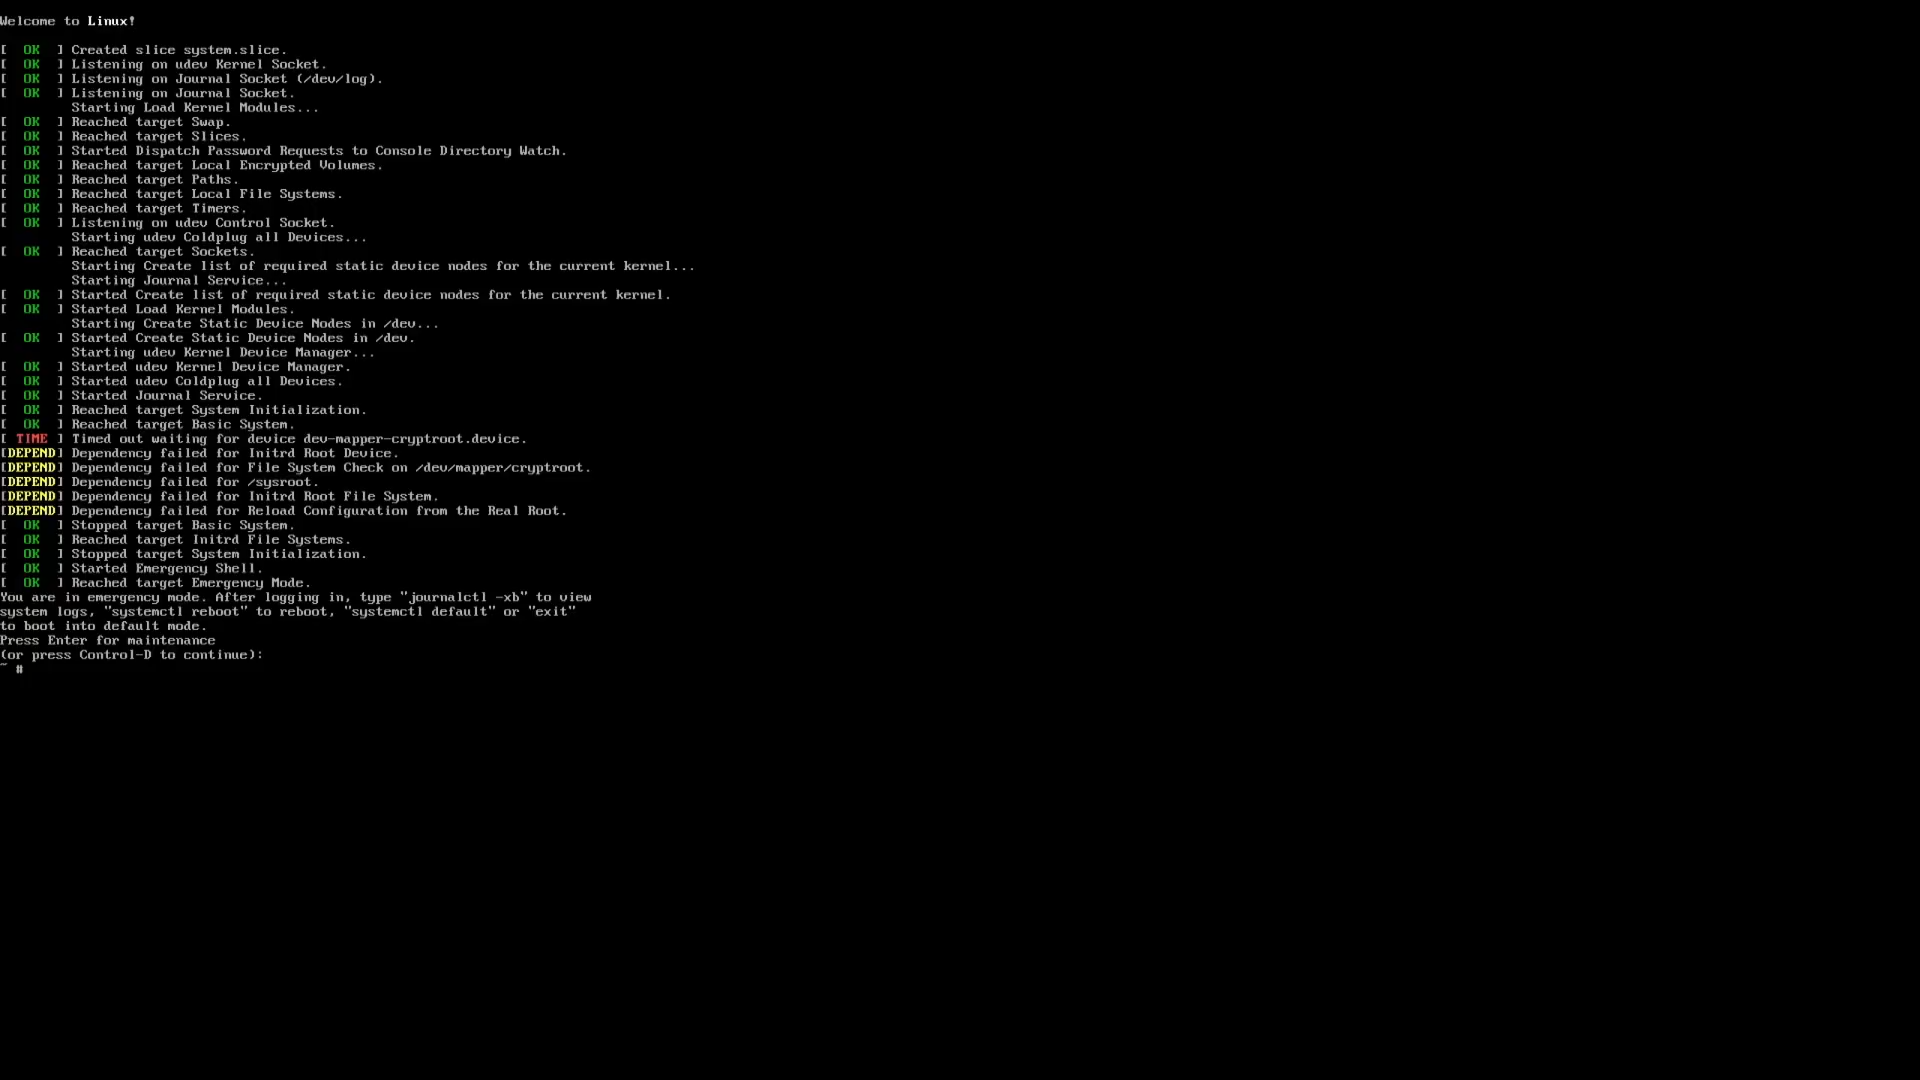 Welcome to Linux!
[  OK  ] Created slice system.slice.
[  OK  ] Listening on udev Kernel Socket.
[  OK  ] Listening on Journal Socket (/dev/log).
[  OK  ] Listening on Journal Socket.
         Starting Load Kernel Modules...
[  OK  ] Reached target Swap.
[  OK  ] Reached target Slices.
[  OK  ] Started Dispatch Password Requests to Console Directory Watch.
[  OK  ] Reached target Local Encrypted Volumes.
[  OK  ] Reached target Paths.
[  OK  ] Reached target Local File Systems.
[  OK  ] Reached target Timers.
[  OK  ] Listening on udev Control Socket.
         Starting udev Coldplug all Devices...
[  OK  ] Reached target Sockets.
         Starting Create list of required static device nodes for the current kernel...
         Starting Journal Service...
[  OK  ] Started Create list of required static device nodes for the current kernel.
[  OK  ] Started Load Kernel Modules.
         Starting Create Static Device Nodes in /dev...
[  OK  ] Started Create Static Device Nodes in /dev.
         Starting udev Kernel Device Manager...
[  OK  ] Started udev Kernel Device Manager.
[  OK  ] Started udev Coldplug all Devices.
[  OK  ] Started Journal Service.
[  OK  ] Reached target System Initialization.
[  OK  ] Reached target Basic System.
[ TIME ] Timed out waiting for device dev-mapper-cryptroot.device.
[DEPEND] Dependency failed for Initrd Root Device.
[DEPEND] Dependency failed for File System Check on /dev/mapper/cryptroot.
[DEPEND] Dependency failed for /sysroot.
[DEPEND] Dependency failed for Initrd Root File System.
[DEPEND] Dependency failed for Reload Configuration from the Real Root.
[  OK  ] Stopped target Basic System.
[  OK  ] Reached target Initrd File Systems.
[  OK  ] Stopped target System Initialization.
[  OK  ] Started Emergency Shell.
[  OK  ] Reached target Emergency Mode.
You are in emergency mode. After logging in, type "journalctl -xb" to view
system logs, "systemctl reboot" to reboot, "systemctl default" or "exit"
to boot into default mode.
Press Enter for maintenance
(or press Control-D to continue):
~ #